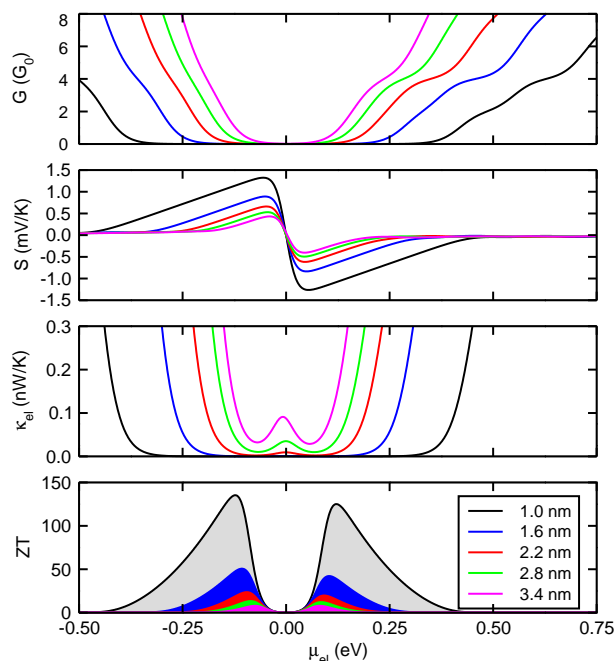 8
6
4
2
0
G (G0)
1.5
1.0
0.5
0.0
-0.5
-1.0
-1.5
S (mV/K)
0.3
0.2
0.1
0.0
κel (nW/K)
150
100
50
0
ZT
1.0 nm
1.6 nm
2.2 nm
2.8 nm
3.4 nm
-0.50 -0.25 0.00 0.25 0.50 0.75
μel (eV)